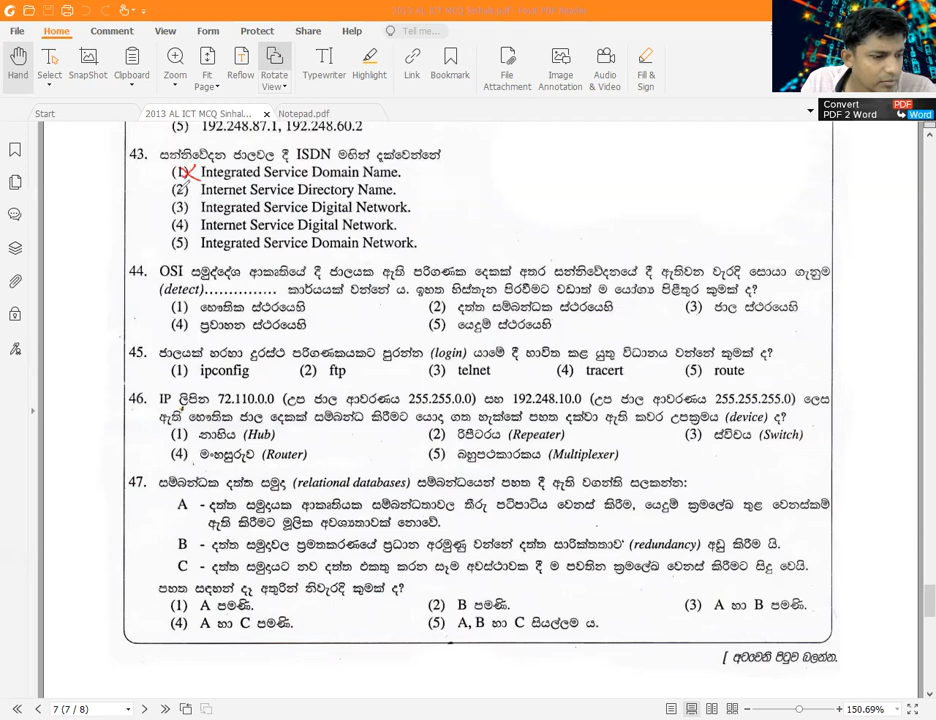 2013 AL ICT MCQ Sinhap.pdf - Foxit PDF Reader
File Home Comment View Form Protect Share Help Tell me...
Hand Select SnapShot Clipboard Zoom Fit Page Reflow Rotate View Typewriter Highlight Link Bookmark File Attachment Image Annotation Audio & Video Fill & Sign
Start 2013 AL ICT MCQ Sinhal... Notepad.pdf
Convert PDF 2 Word PDF Word
(5) 192.248.87.1, 192.248.60.2
43. සන්නිවේදන ජාලවල දී ISDN මඟින් දැක්වෙන්නේ
(1) Integrated Service Domain Name.
(2) Internet Service Directory Name.
(3) Integrated Service Digital Network.
(4) Internet Service Digital Network.
(5) Integrated Service Domain Network.
44. OSI සමුද්දේශ ආකෘතියේ දී ජාලයක ඇති පරිගණක දෙකක් අතර සන්නිවේදනයේ දී ඇතිවන වැරදි සොයා ගැනුම
(detect)............... කාර්යයක් වන්නේ ය. ඉහත හිස්තැන පිරවීමට වඩාත් ම යෝග්‍ය පිළිතුර කුමක් ද?
(1) භෞතික ස්ථරයෙහි (2) දත්ත සම්බන්ධක ස්ථරයෙහි (3) ජාල ස්ථරයෙහි
(4) ප්‍රවාහන ස්ථරයෙහි (5) යෙදුම් ස්ථරයෙහි
45. ජාලයක් හරහා දුරස්ථ පරිගණකයකට පුරන්න (login) යාමේ දී භාවිත කළ යුතු විධානය වන්නේ කුමක් ද?
(1) ipconfig (2) ftp (3) telnet (4) tracert (5) route
46. IP ලිපින 72.110.0.0 (උප ජාල ආවරණය 255.255.0.0) සහ 192.248.10.0 (උප ජාල ආවරණය 255.255.255.0) ලෙස
ඇති භෞතික ජාල දෙකක් සම්බන්ධ කිරීමට යොදා ගත හැක්කේ පහත දක්වා ඇති කවර උපක්‍රමය (device) ද?
(1) නාභිය (Hub) (2) රිපීටරය (Repeater) (3) ස්විචය (Switch)
(4) මංහසුරුව (Router) (5) බහුපථකාරකය (Multiplexer)
47. සම්බන්ධක දත්ත සමුදා (relational databases) සම්බන්ධයෙන් පහත දී ඇති වගන්ති සලකන්න:
A - දත්ත සමුදායක ආකෘතියක සම්බන්ධතාවල තීරු පටිපාටිය වෙනස් කිරීම, යෙදුම් ක්‍රමලේඛ තුළ වෙනස්කම්
ඇති කිරීමට මූලික අවශ්‍යතාවක් නොවේ.
B - දත්ත සමුදාවල ප්‍රමතකරණයේ ප්‍රධාන අරමුණු වන්නේ දත්ත සාරික්තතාව (redundancy) අඩු කිරීම යි.
C - දත්ත සමුදායට නව දත්ත එකතු කරන සෑම අවස්ථාවක දී ම පවතින ක්‍රමලේඛ වෙනස් කිරීමට සිදු වෙයි.
පහත සඳහන් දෑ අතුරින් නිවැරදි කුමක් ද?
(1) A පමණි. (2) B පමණි. (3) A හා B පමණි.
(4) A හා C පමණි. (5) A, B හා C සියල්ලම ය.
[ අටවෙනි පිටුව බලන්න.
7 (7 / 8) 150.69%